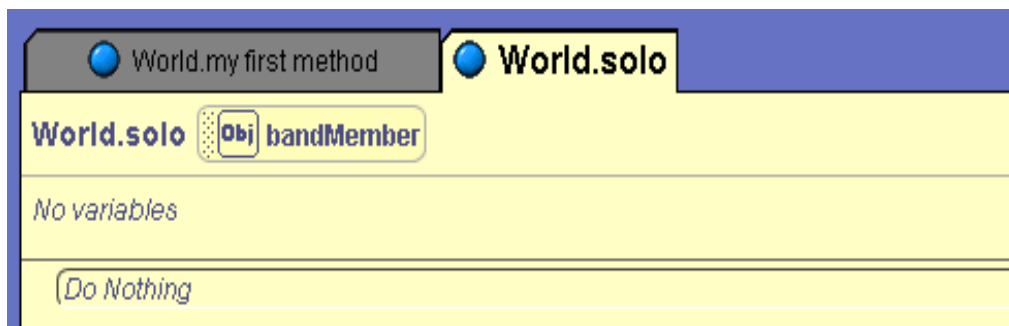 World.my first method World.solo
World.solo Obj bandMember
No variables
Do Nothing